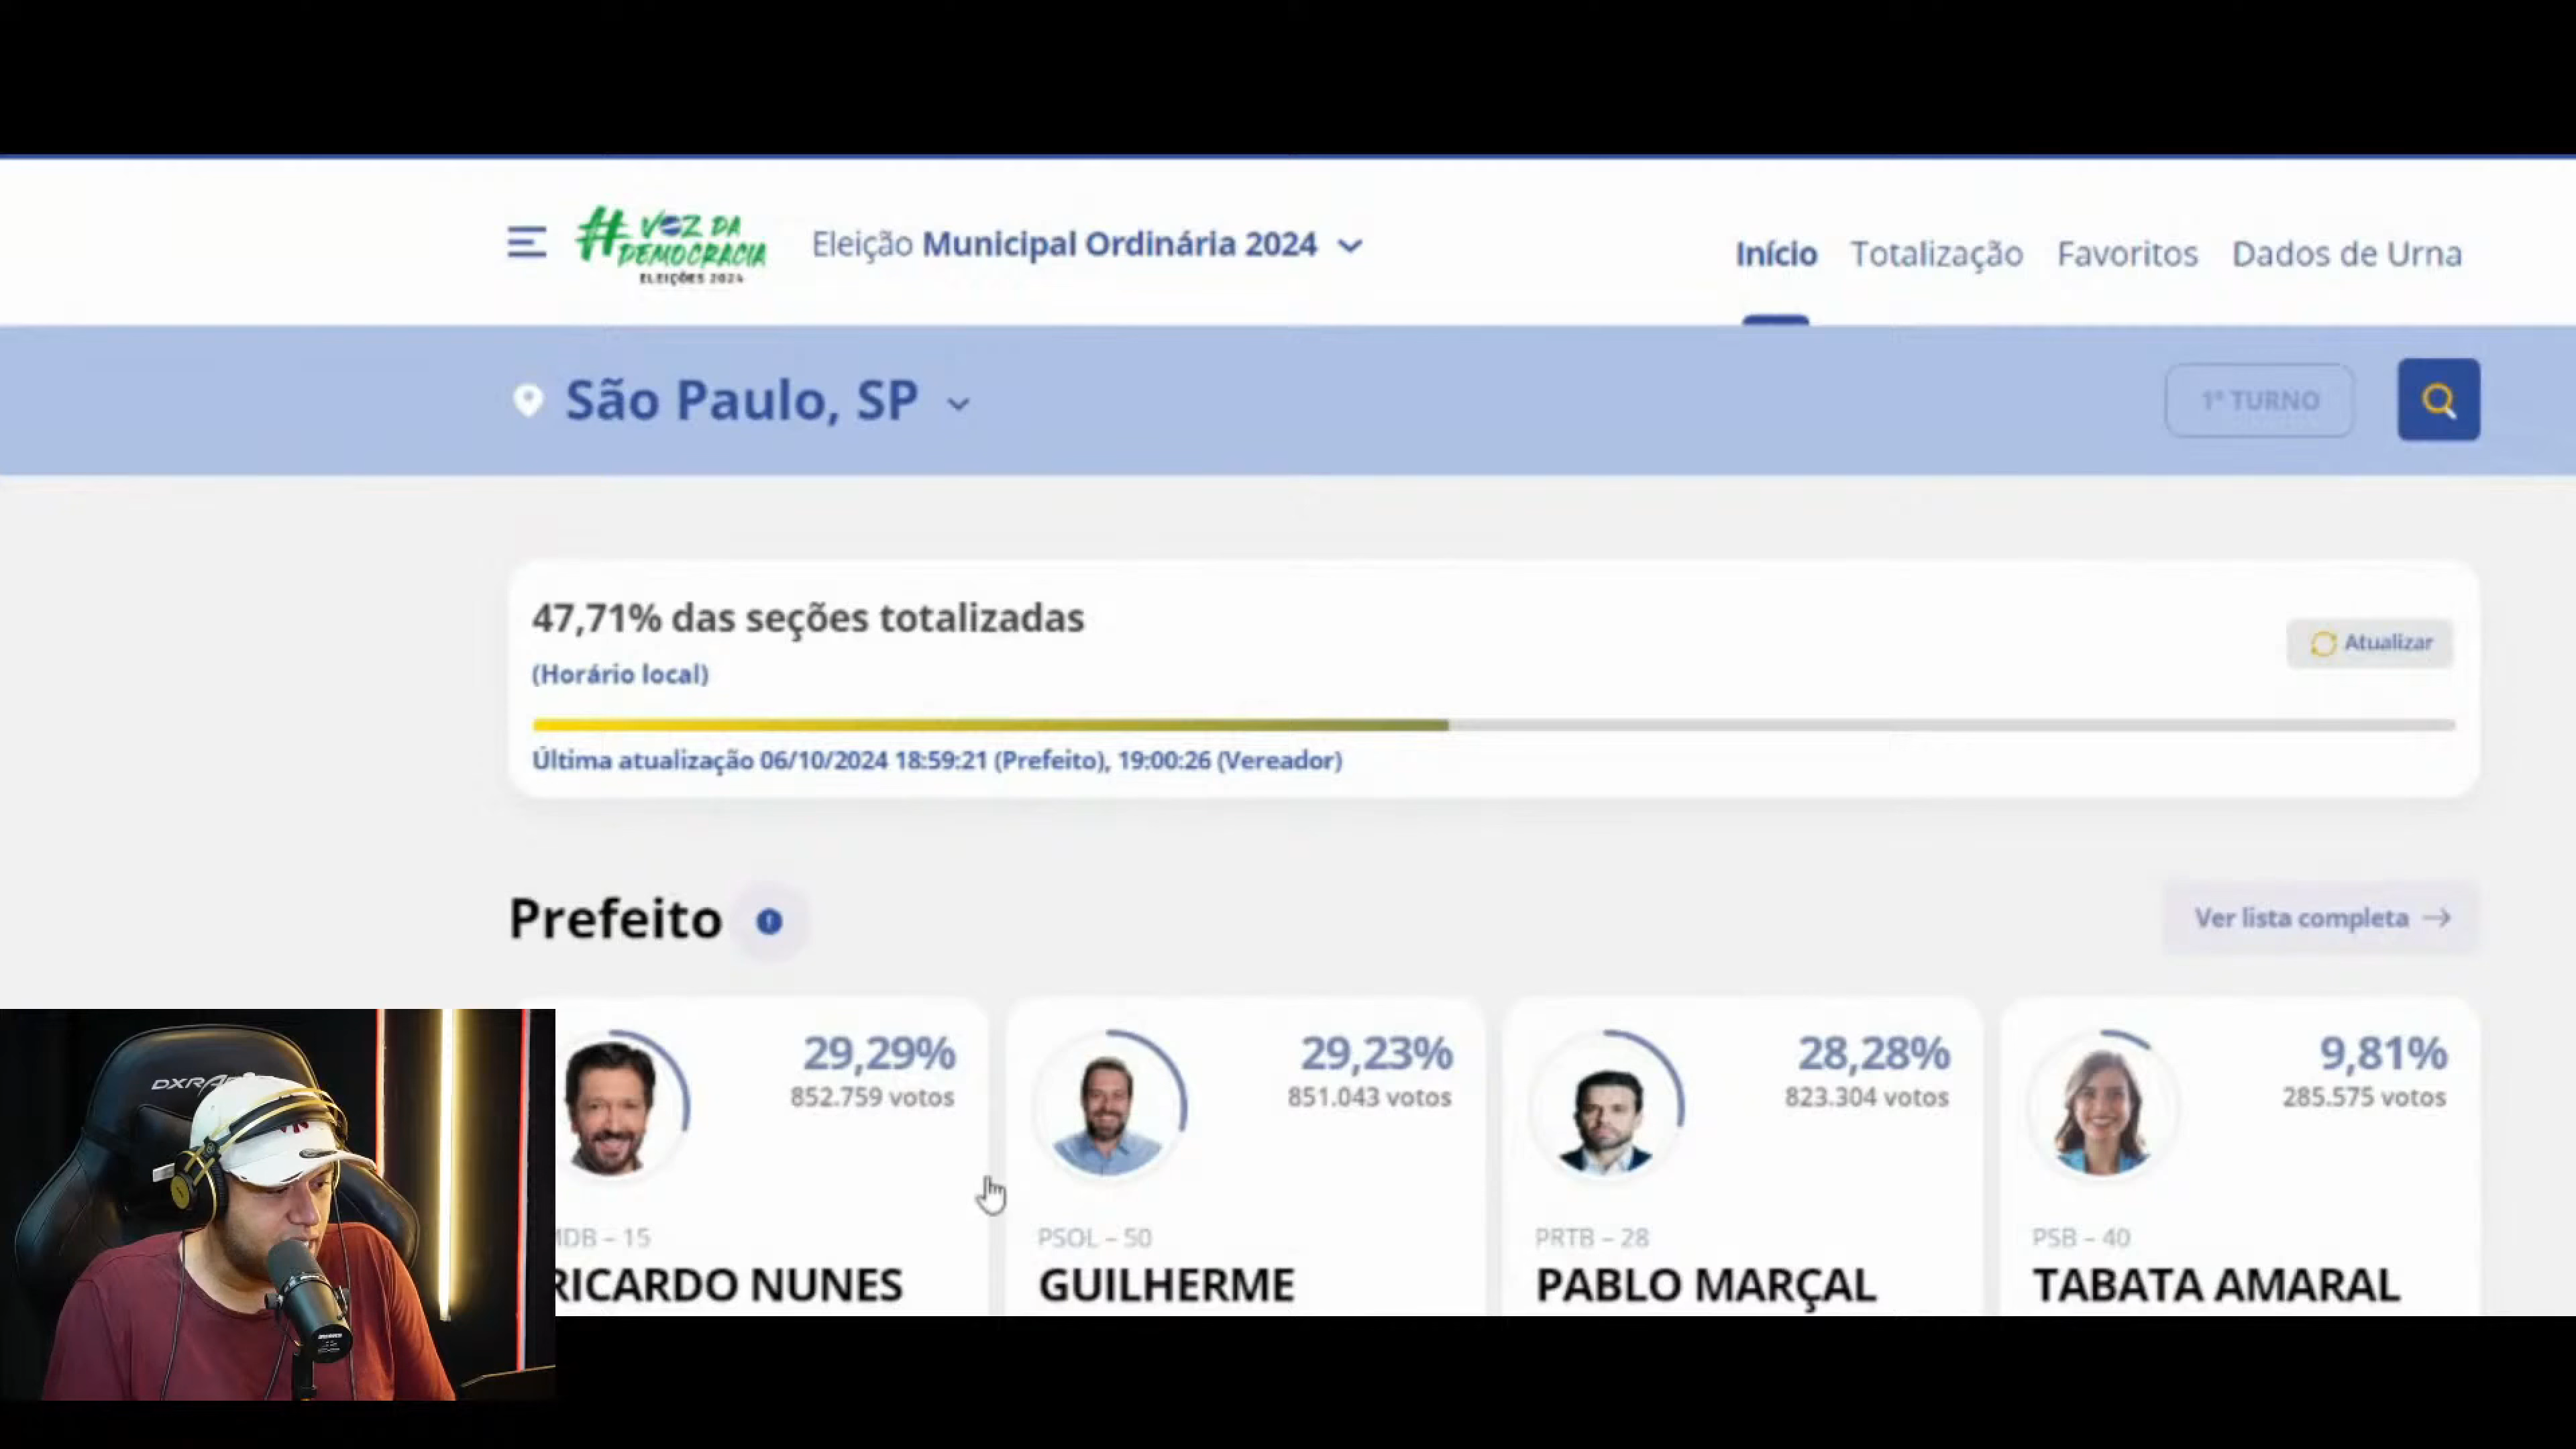 # VOZ DA
DEMOCRACIA
ELEIÇÕES 2024
Eleição Municipal Ordinária 2024
Início Totalização Favoritos Dados de Urna
São Paulo, SP
1º TURNO
47,71% das seções totalizadas
(Horário local)
Atualizar
Última atualização 06/10/2024 18:59:21 (Prefeito), 19:00:26 (Vereador)
Prefeito
Ver lista completa →
29,29%
852.759 votos
MDB – 15
RICARDO NUNES
29,23%
851.043 votos
PSOL – 50
GUILHERME
28,28%
823.304 votos
PRTB – 28
PABLO MARÇAL
9,81%
285.575 votos
PSB – 40
TABATA AMARAL